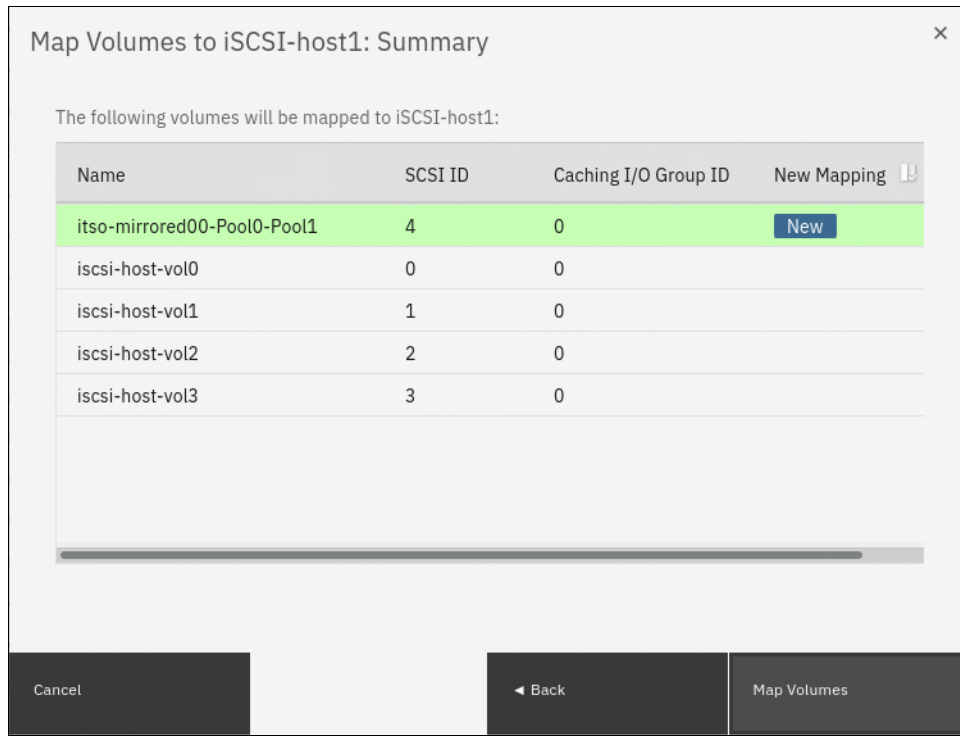 Map Volumes to iSCSI-host1: Summary ×
The following volumes will be mapped to iSCSI-host1:
Name SCSI ID Caching I/O Group ID New Mapping
itso-mirrored00-Pool0-Pool1 4 0 New
iscsi-host-vol0 0 0
iscsi-host-vol1 1 0
iscsi-host-vol2 2 0
iscsi-host-vol3 3 0
Cancel ◄ Back Map Volumes